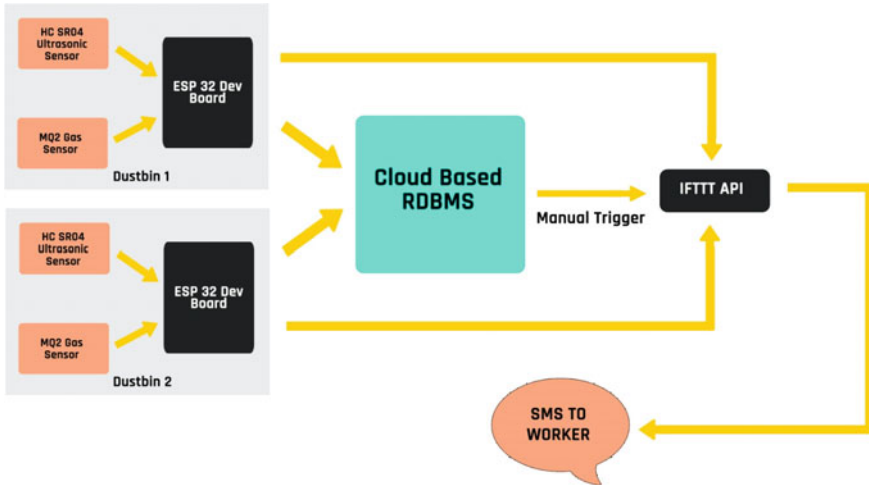 HC SR04
Ultrasonic
Sensor
ESP 32 Dev
Board
MQ2 Gas
Sensor
Dustbin 1
HC SR04
Ultrasonic
Sensor
ESP 32 Dev
Board
MQ2 Gas
Sensor
Dustbin 2
Cloud Based
RDBMS
Manual Trigger
IFTTT API
SMS TO
WORKER